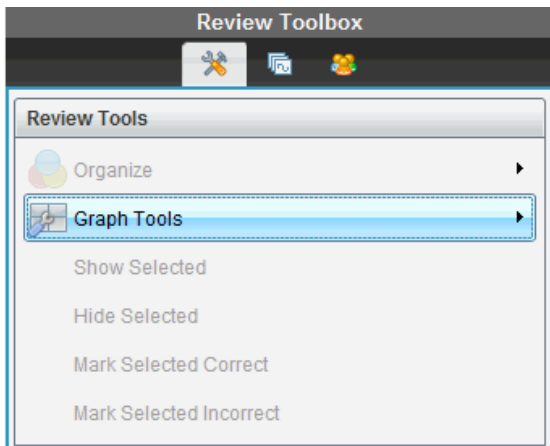 Review Toolbox
Review Tools
Organize
Graph Tools
Show Selected
Hide Selected
Mark Selected Correct
Mark Selected Incorrect